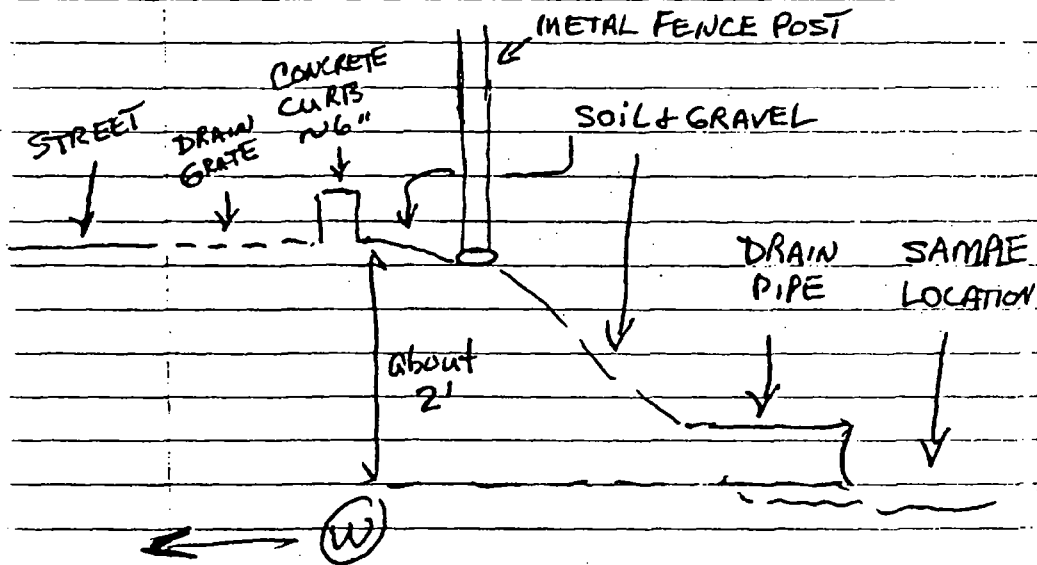 METAL FENCE POST
CONCRETE
CURB
~6"
SOIL & GRAVEL
STREET
DRAIN
GRATE
DRAIN
PIPE
SAMPLE
LOCATION
about
2'
W